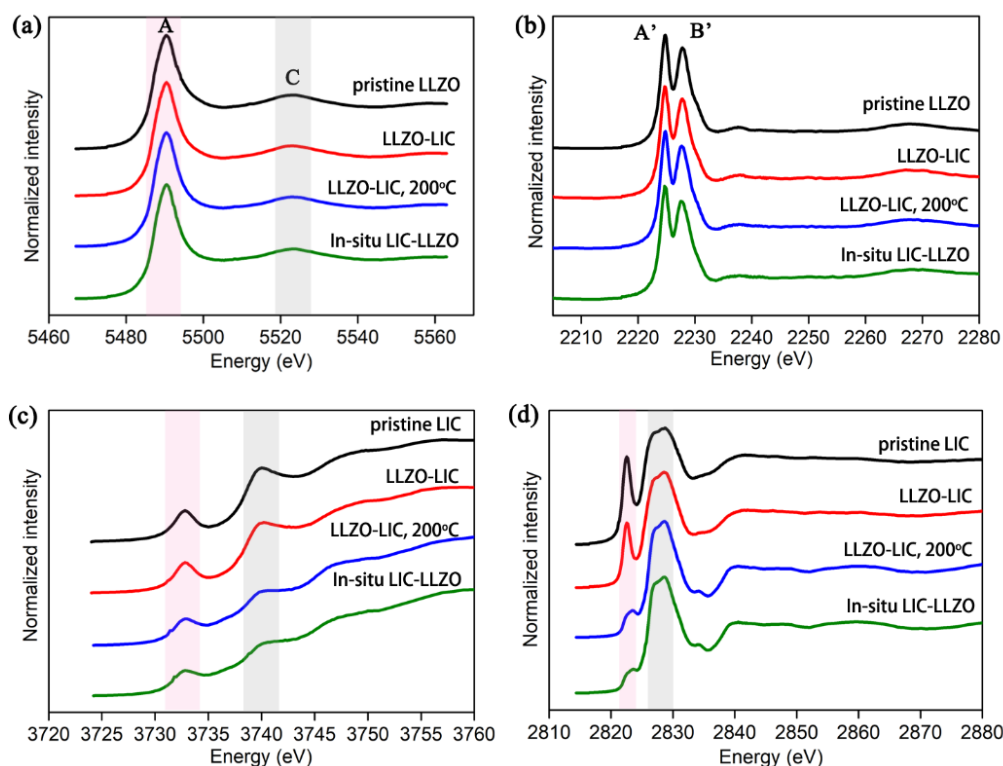 (a)
A
C
pristine LLZO
LLZO-LIC
LLZO-LIC, 200ºC
In-situ LIC-LLZO
Normalized intensity
5460 5480 5500 5520 5540 5560
Energy (eV)
(b)
A’ B’
pristine LLZO
LLZO-LIC
LLZO-LIC, 200ºC
In-situ LIC-LLZO
Normalized intensity
2210 2220 2230 2240 2250 2260 2270 2280
Energy (eV)
(c)
pristine LIC
LLZO-LIC
LLZO-LIC, 200ºC
In-situ LIC-LLZO
Normalized intensity
3720 3725 3730 3735 3740 3745 3750 3755 3760
Energy (eV)
(d)
pristine LIC
LLZO-LIC
LLZO-LIC, 200ºC
In-situ LIC-LLZO
Normalized intensity
2810 2820 2830 2840 2850 2860 2870 2880
Energy (eV)